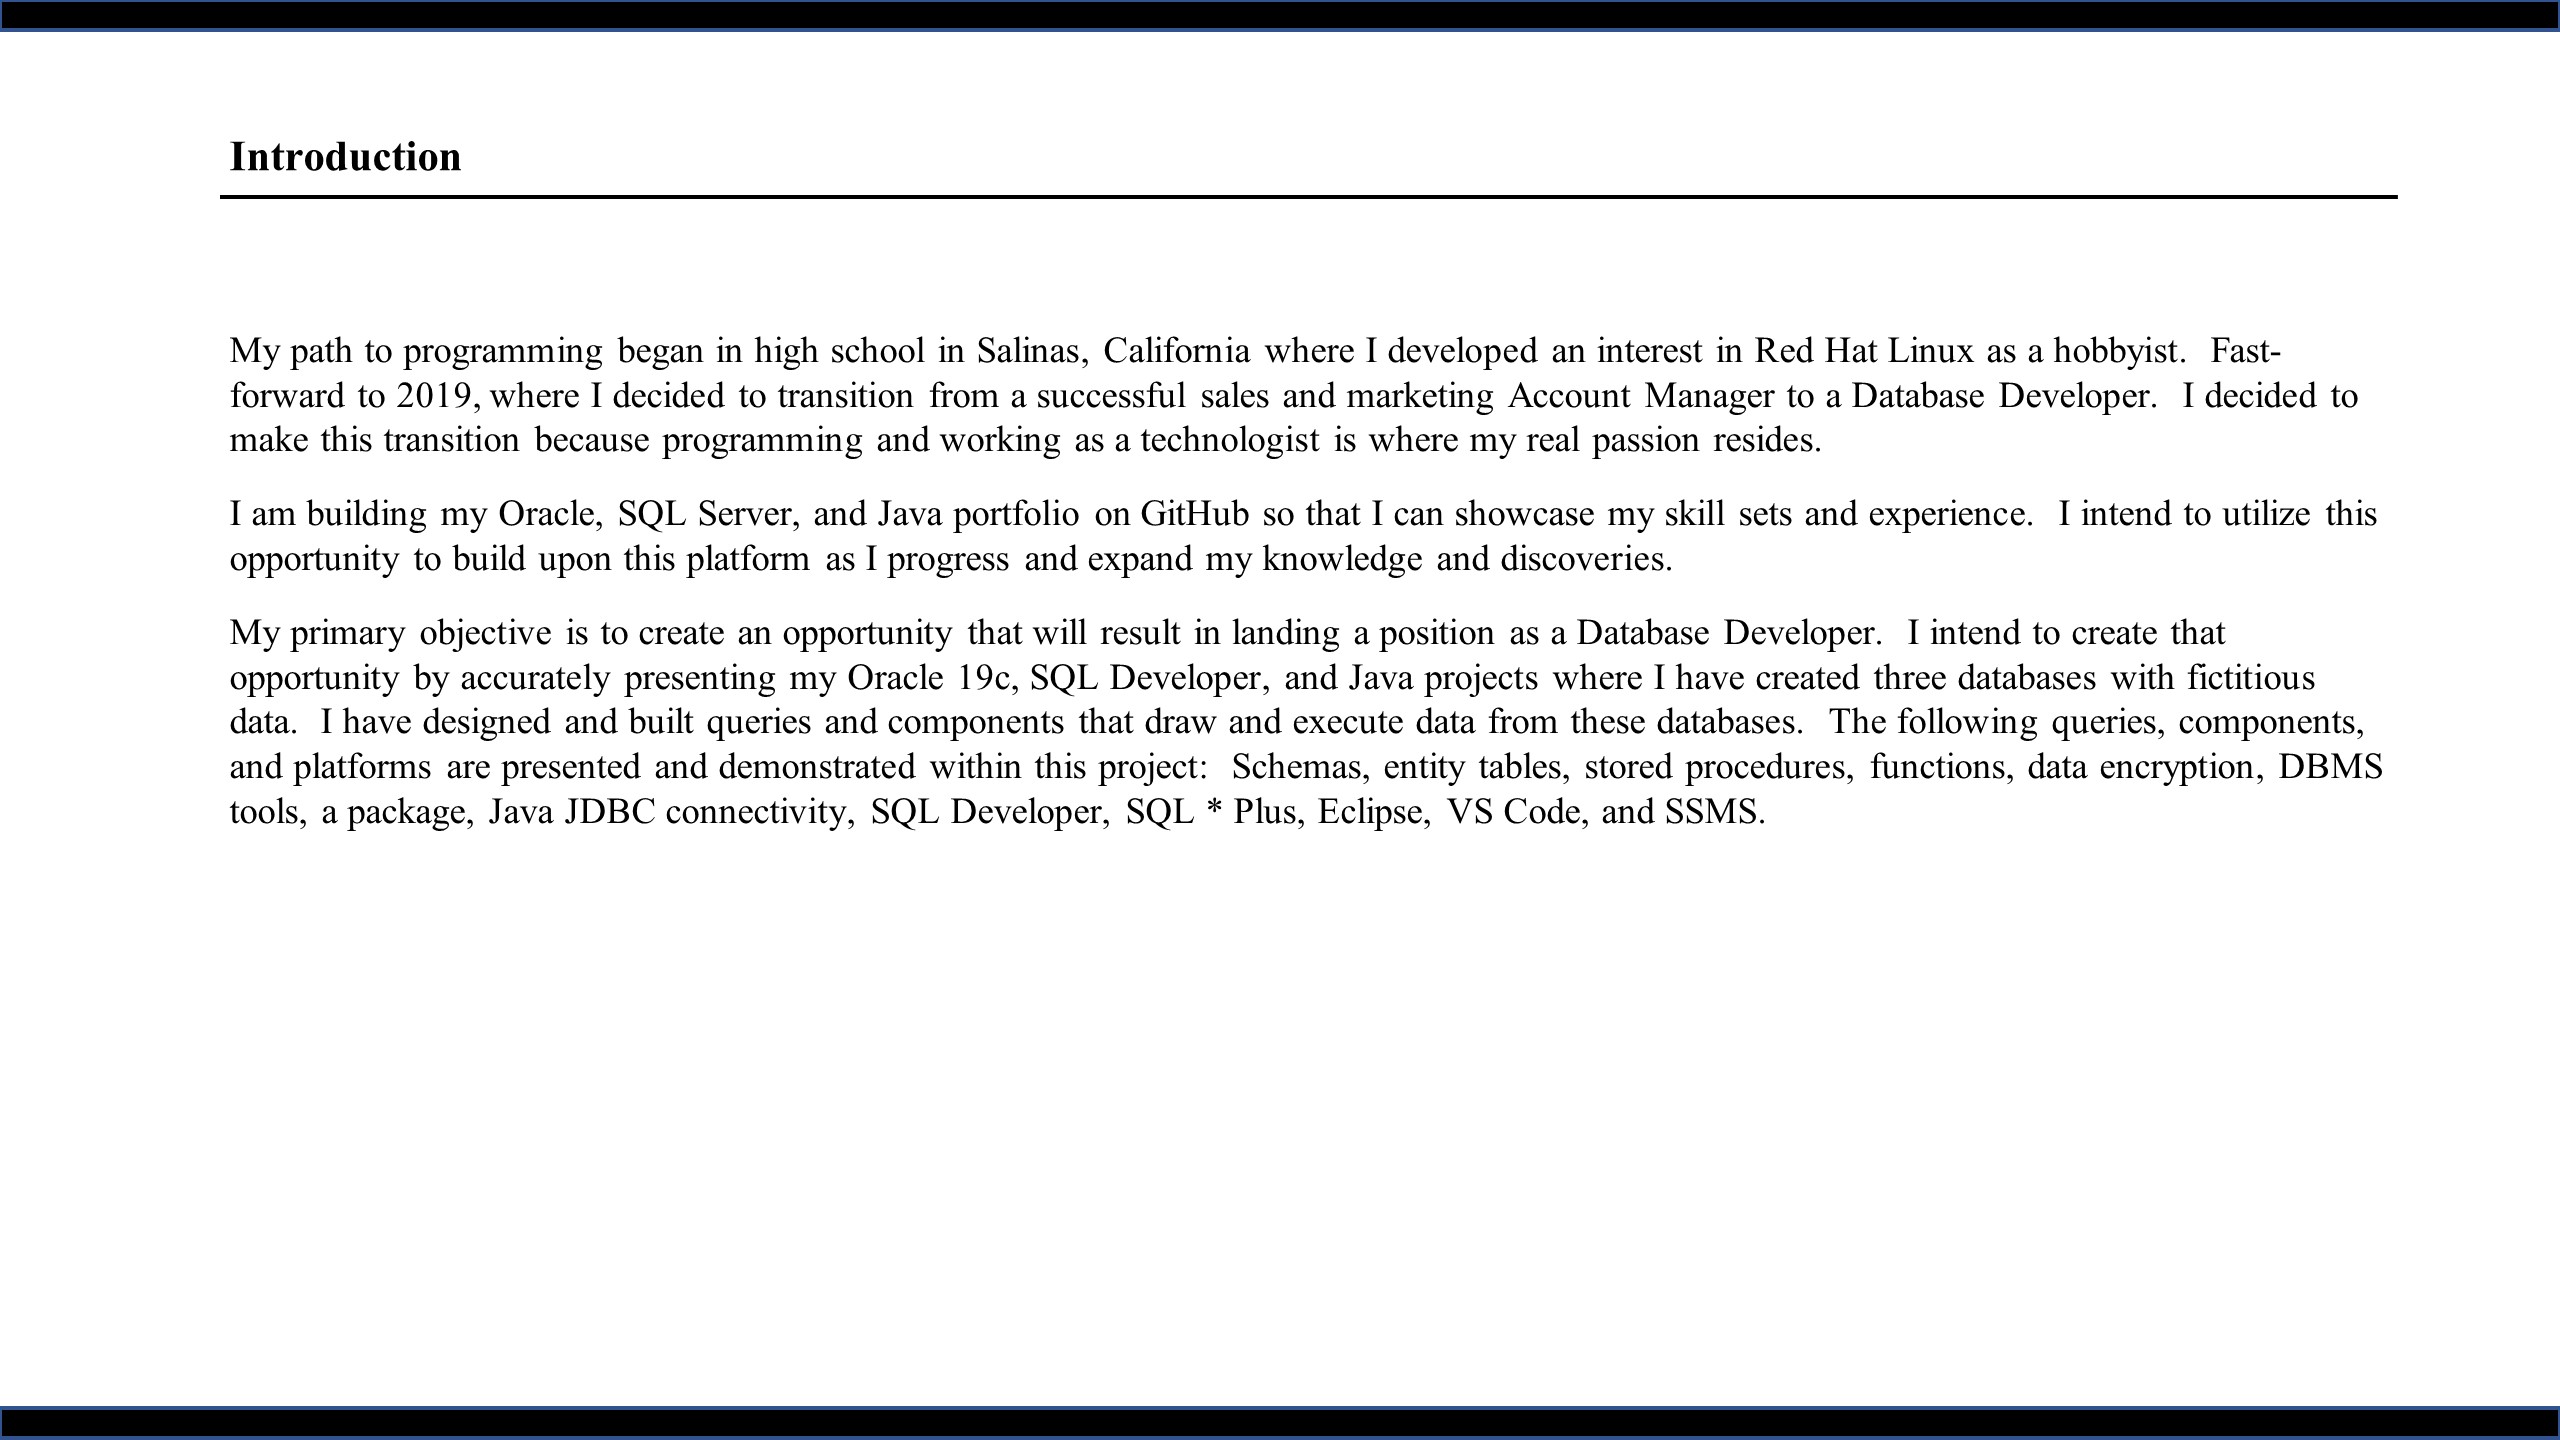 Introduction
My path to programming began in high school in Salinas, California where I developed an interest in Red Hat Linux as a hobbyist.  Fast-
forward to 2019, where I decided to transition from a successful sales and marketing Account Manager to a Database Developer.  I decided to
make this transition because programming and working as a technologist is where my real passion resides.
I am building my Oracle, SQL Server, and Java portfolio on GitHub so that I can showcase my skill sets and experience.  I intend to utilize this
opportunity to build upon this platform as I progress and expand my knowledge and discoveries.
My primary objective is to create an opportunity that will result in landing a position as a Database Developer.  I intend to create that
opportunity by accurately presenting my Oracle 19c, SQL Developer, and Java projects where I have created three databases with fictitious
data.  I have designed and built queries and components that draw and execute data from these databases.  The following queries, components,
and platforms are presented and demonstrated within this project:  Schemas, entity tables, stored procedures, functions, data encryption, DBMS
tools, a package, Java JDBC connectivity, SQL Developer, SQL * Plus, Eclipse, VS Code, and SSMS.